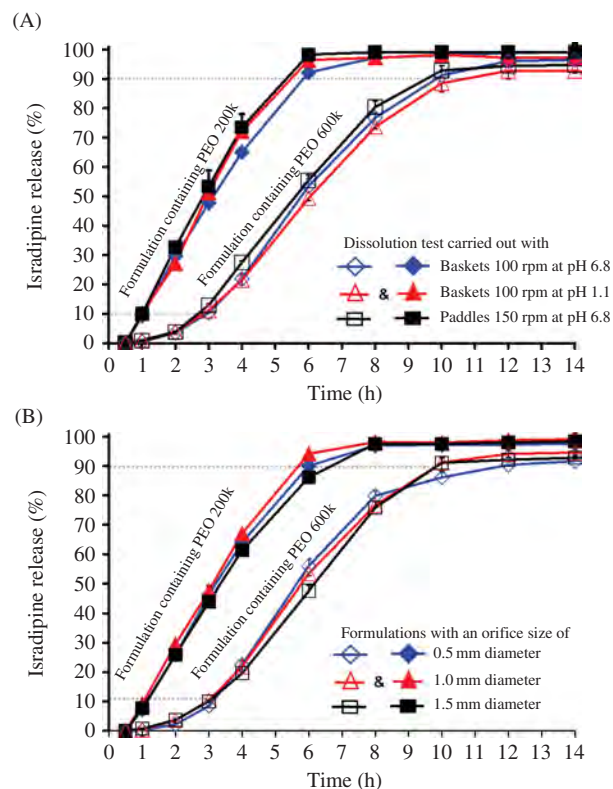 (A)
100
90
80
70
60
50
40
30
20
10
0
Isradipine release (%)
Formulation containing PEO 200k
Formulation containing PEO 600k
Dissolution test carried out with
Baskets 100 rpm at pH 6.8
& Baskets 100 rpm at pH 1.1
Paddles 150 rpm at pH 6.8
0 1 2 3 4 5 6 7 8 9 10 11 12 13 14
Time (h)
(B)
100
90
80
70
60
50
40
30
20
10
0
Isradipine release (%)
Formulation containing PEO 200k
Formulation containing PEO 600k
Formulations with an orifice size of
0.5 mm diameter
& 1.0 mm diameter
1.5 mm diameter
0 1 2 3 4 5 6 7 8 9 10 11 12 13 14
Time (h)